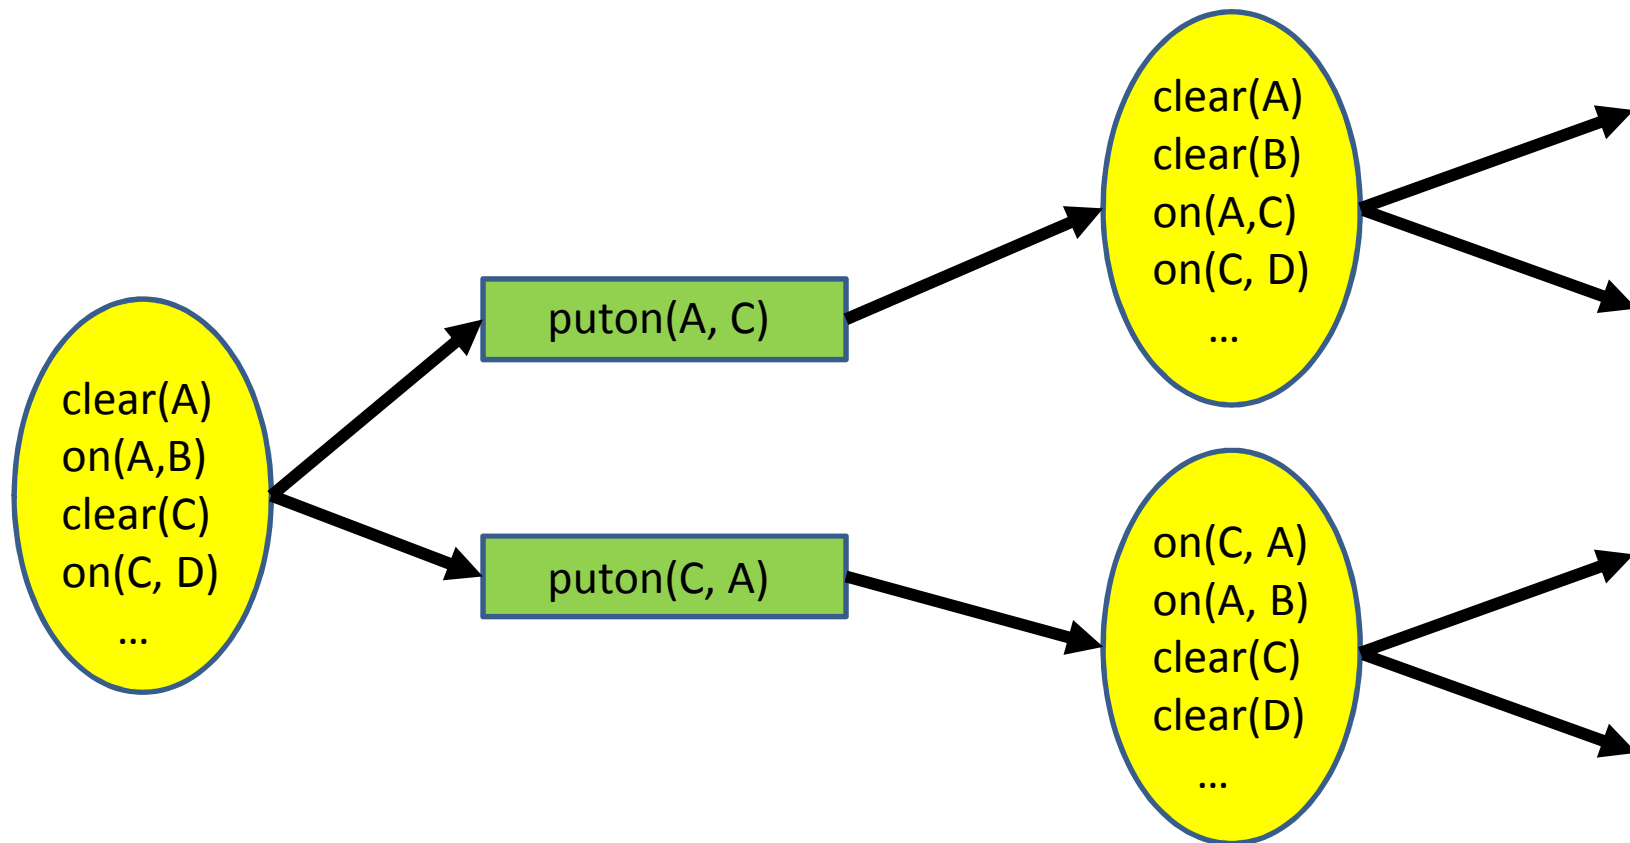 clear(A)
on(A,B)
clear(C)
on(C, D)
...
puton(A, C)
puton(C, A)
clear(A)
clear(B)
on(A,C)
on(C, D)
...
on(C, A)
on(A, B)
clear(C)
clear(D)
...